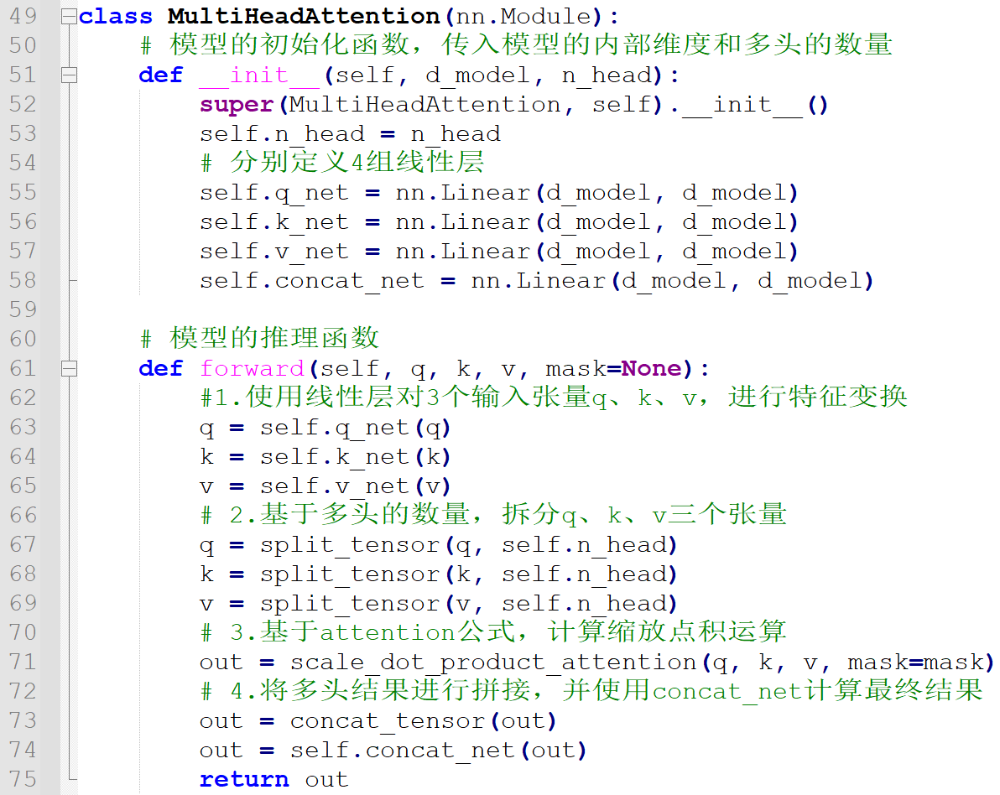 49 class MultiHeadAttention(nn.Module):
50     # 模型的初始化函数，传入模型的内部维度和多头的数量
51     def __init__(self, d_model, n_head):
52         super(MultiHeadAttention, self).__init__()
53         self.n_head = n_head
54         # 分别定义4组线性层
55         self.q_net = nn.Linear(d_model, d_model)
56         self.k_net = nn.Linear(d_model, d_model)
57         self.v_net = nn.Linear(d_model, d_model)
58         self.concat_net = nn.Linear(d_model, d_model)
59
60     # 模型的推理函数
61     def forward(self, q, k, v, mask=None):
62         #1.使用线性层对3个输入张量q、k、v，进行特征变换
63         q = self.q_net(q)
64         k = self.k_net(k)
65         v = self.v_net(v)
66         # 2.基于多头的数量，拆分q、k、v三个张量
67         q = split_tensor(q, self.n_head)
68         k = split_tensor(k, self.n_head)
69         v = split_tensor(v, self.n_head)
70         # 3.基于attention公式，计算缩放点积运算
71         out = scale_dot_product_attention(q, k, v, mask=mask)
72         # 4.将多头结果进行拼接，并使用concat_net计算最终结果
73         out = concat_tensor(out)
74         out = self.concat_net(out)
75         return out